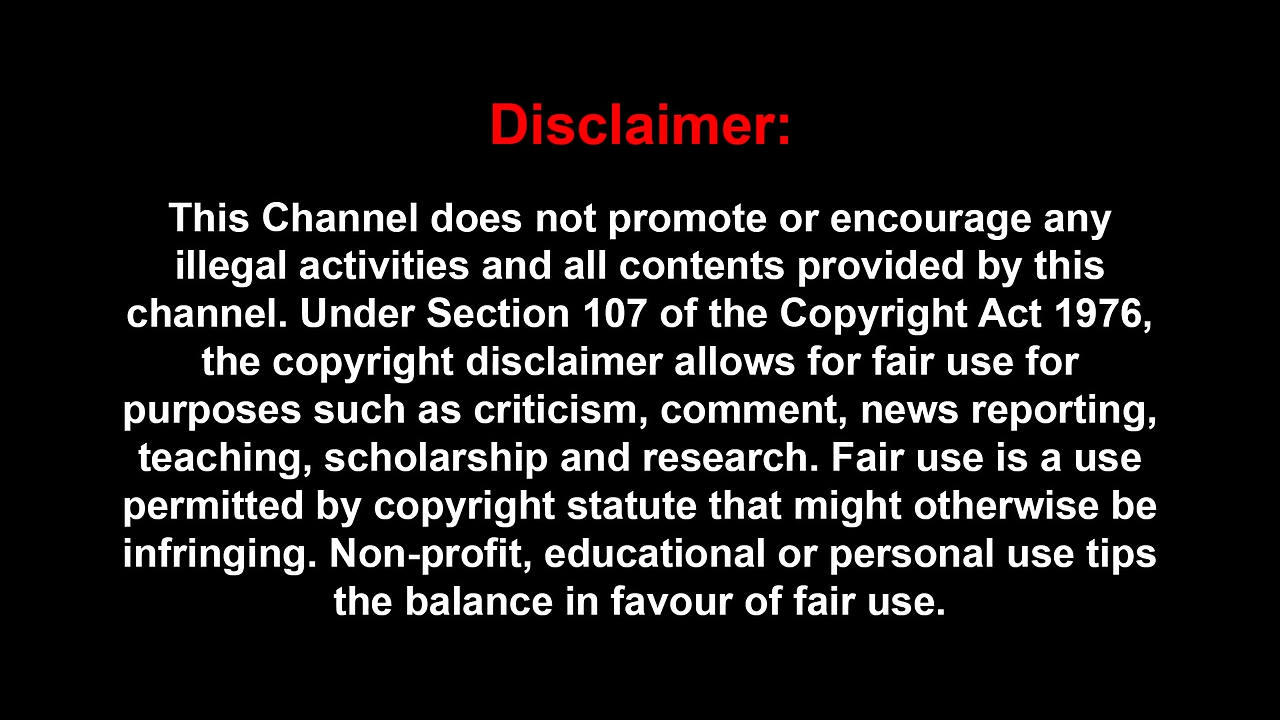 Disclaimer:
This Channel does not promote or encourage any
illegal activities and all contents provided by this
channel. Under Section 107 of the Copyright Act 1976,
the copyright disclaimer allows for fair use for
purposes such as criticism, comment, news reporting,
teaching, scholarship and research. Fair use is a use
permitted by copyright statute that might otherwise be
infringing. Non-profit, educational or personal use tips
the balance in favour of fair use.